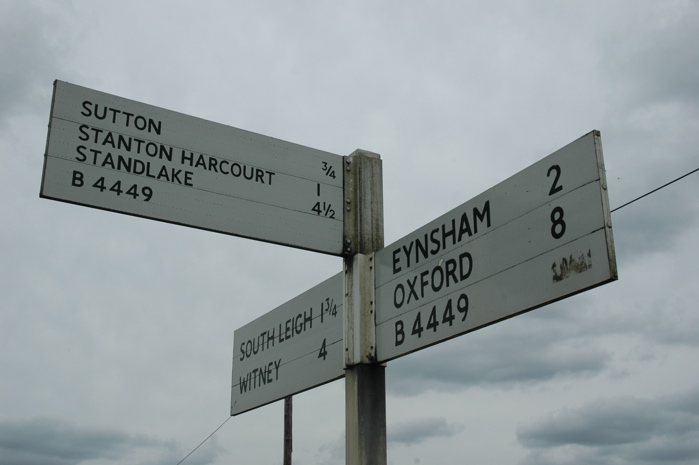 SUTTON ¾
STANTON HARCOURT 1
STANDLAKE 4½
B 4449
EYNSHAM 2
OXFORD 8
B 4449
SOUTH LEIGH 1¾
WITNEY 4